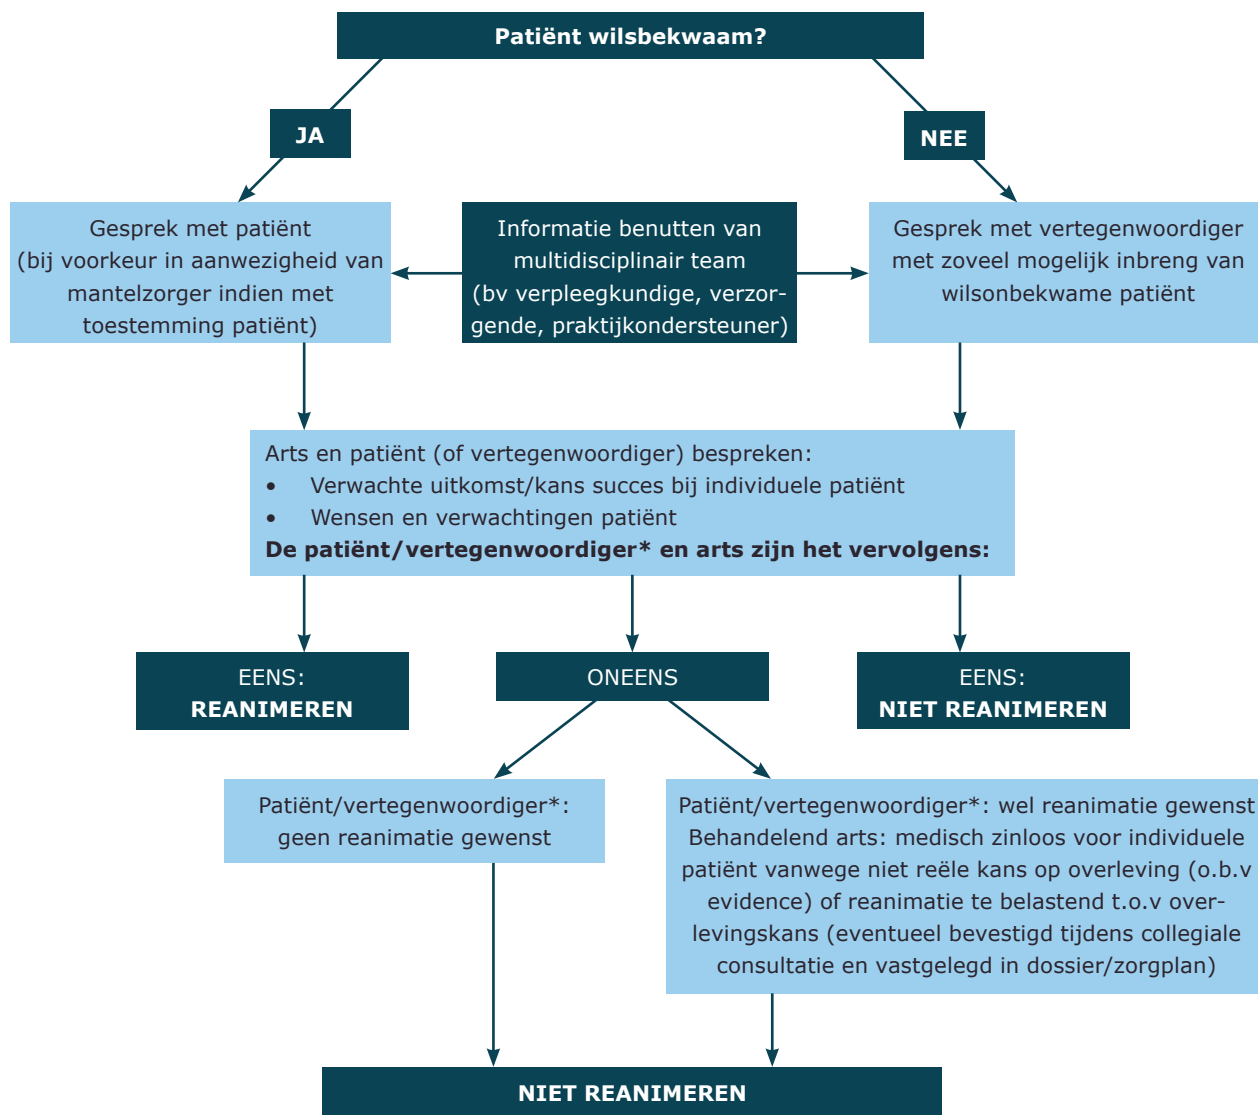 Patiënt wilsbekwaam?
JA
NEE
Gesprek met patiënt
(bij voorkeur in aanwezigheid van
mantelzorger indien met
toestemming patiënt)
Informatie benutten van
multidisciplinair team
(bv verpleegkundige, verzor-
gende, praktijkondersteuner)
Gesprek met vertegenwoordiger
met zoveel mogelijk inbreng van
wilsonbekwame patiënt
Arts en patiënt (of vertegenwoordiger) bespreken:
• Verwachte uitkomst/kans succes bij individuele patiënt
• Wensen en verwachtingen patiënt
De patiënt/vertegenwoordiger* en arts zijn het vervolgens:
EENS:
REANIMEREN
ONEENS
EENS:
NIET REANIMEREN
Patiënt/vertegenwoordiger*:
geen reanimatie gewenst
Patiënt/vertegenwoordiger*: wel reanimatie gewenst
Behandelend arts: medisch zinloos voor individuele
patiënt vanwege niet reële kans op overleving (o.b.v
evidence) of reanimatie te belastend t.o.v over-
levingskans (eventueel bevestigd tijdens collegiale
consultatie en vastgelegd in dossier/zorgplan)
NIET REANIMEREN